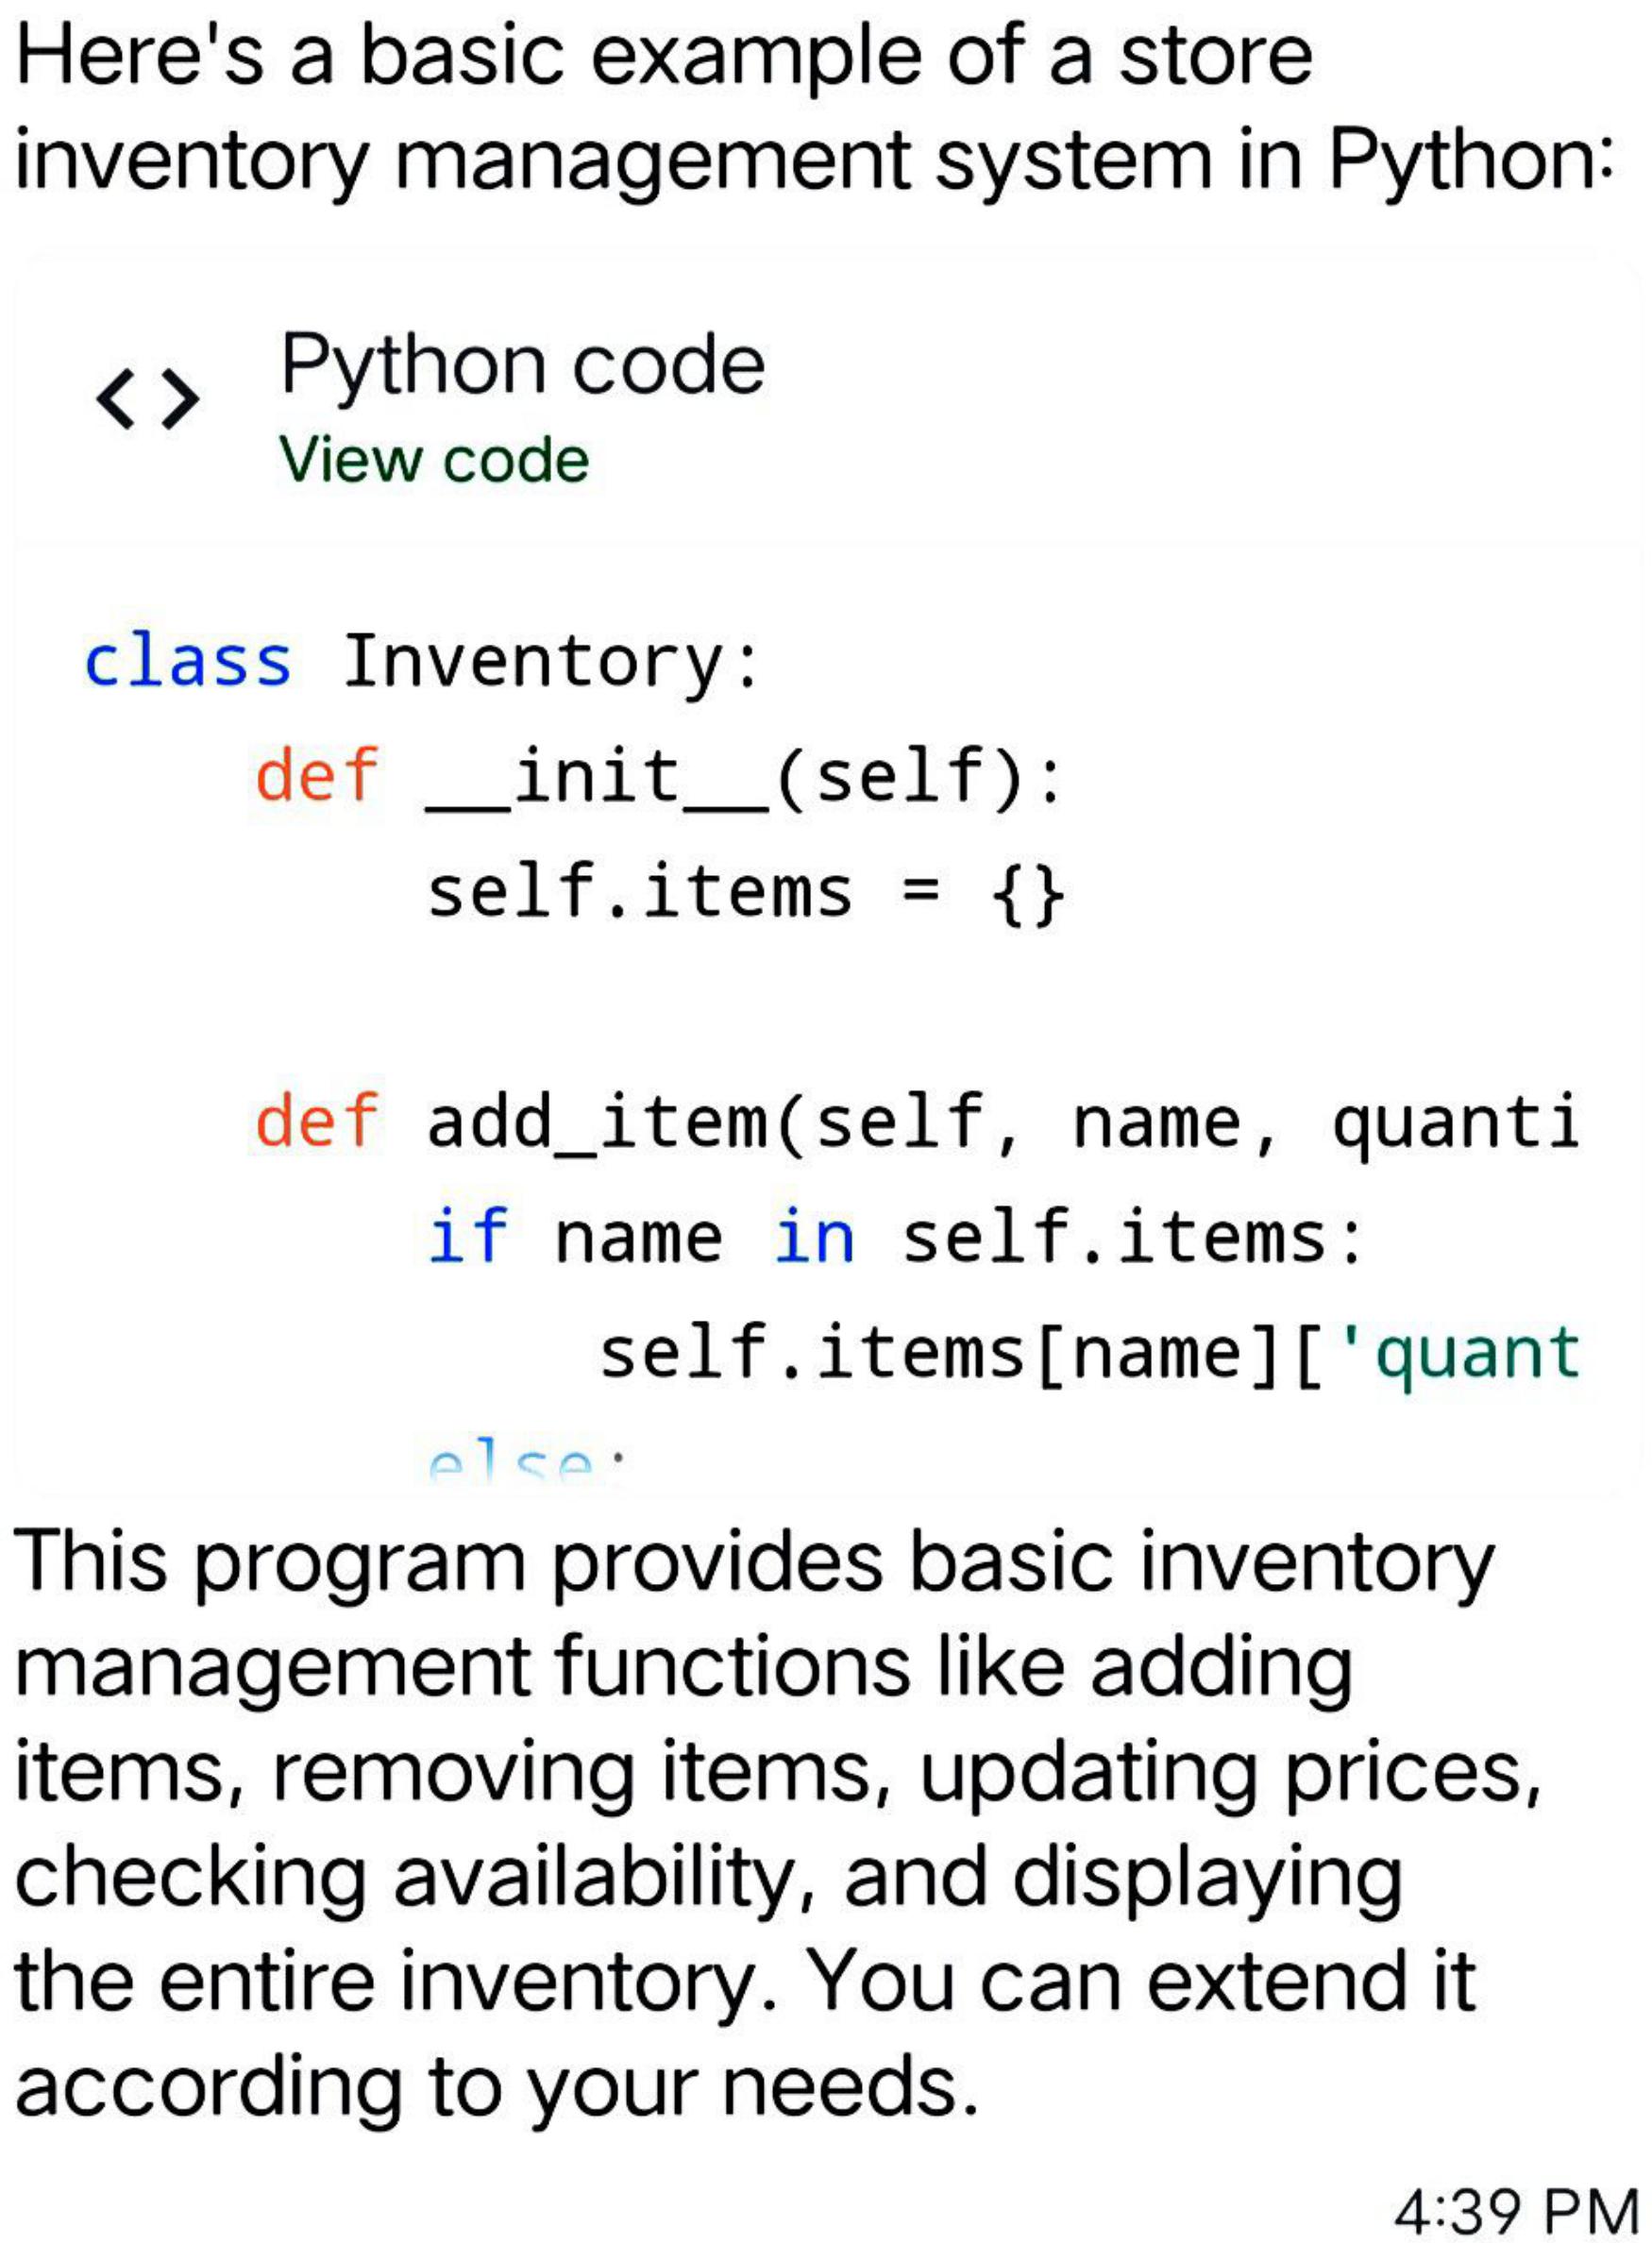 Here's a basic example of a store
inventory management system in Python:
<> Python code
View code
class Inventory:
    def __init__(self):
        self.items = {}
    def add_item(self, name, quanti
        if name in self.items:
            self.items[name]['quant
        else:
This program provides basic inventory
management functions like adding
items, removing items, updating prices,
checking availability, and displaying
the entire inventory. You can extend it
according to your needs.
4:39 PM